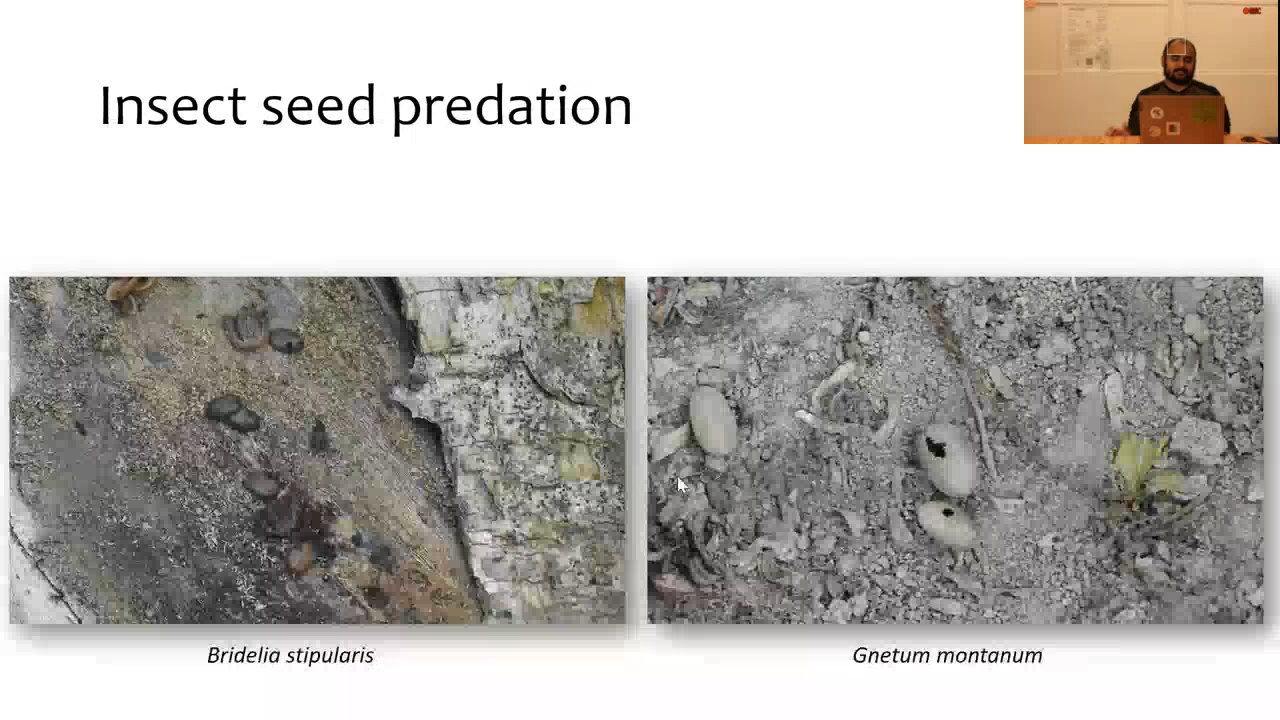 Insect seed predation
Bridelia stipularis
Gnetum montanum